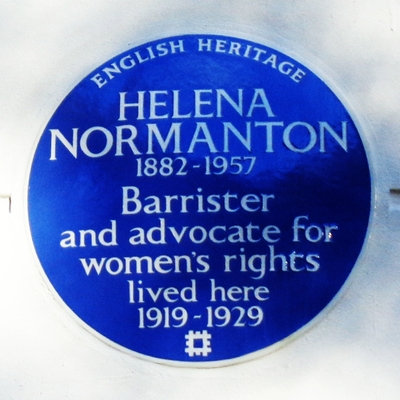 ENGLISH HERITAGE
HELENA
NORMANTON
1882-1957
Barrister
and advocate for
women's rights
lived here
1919-1929